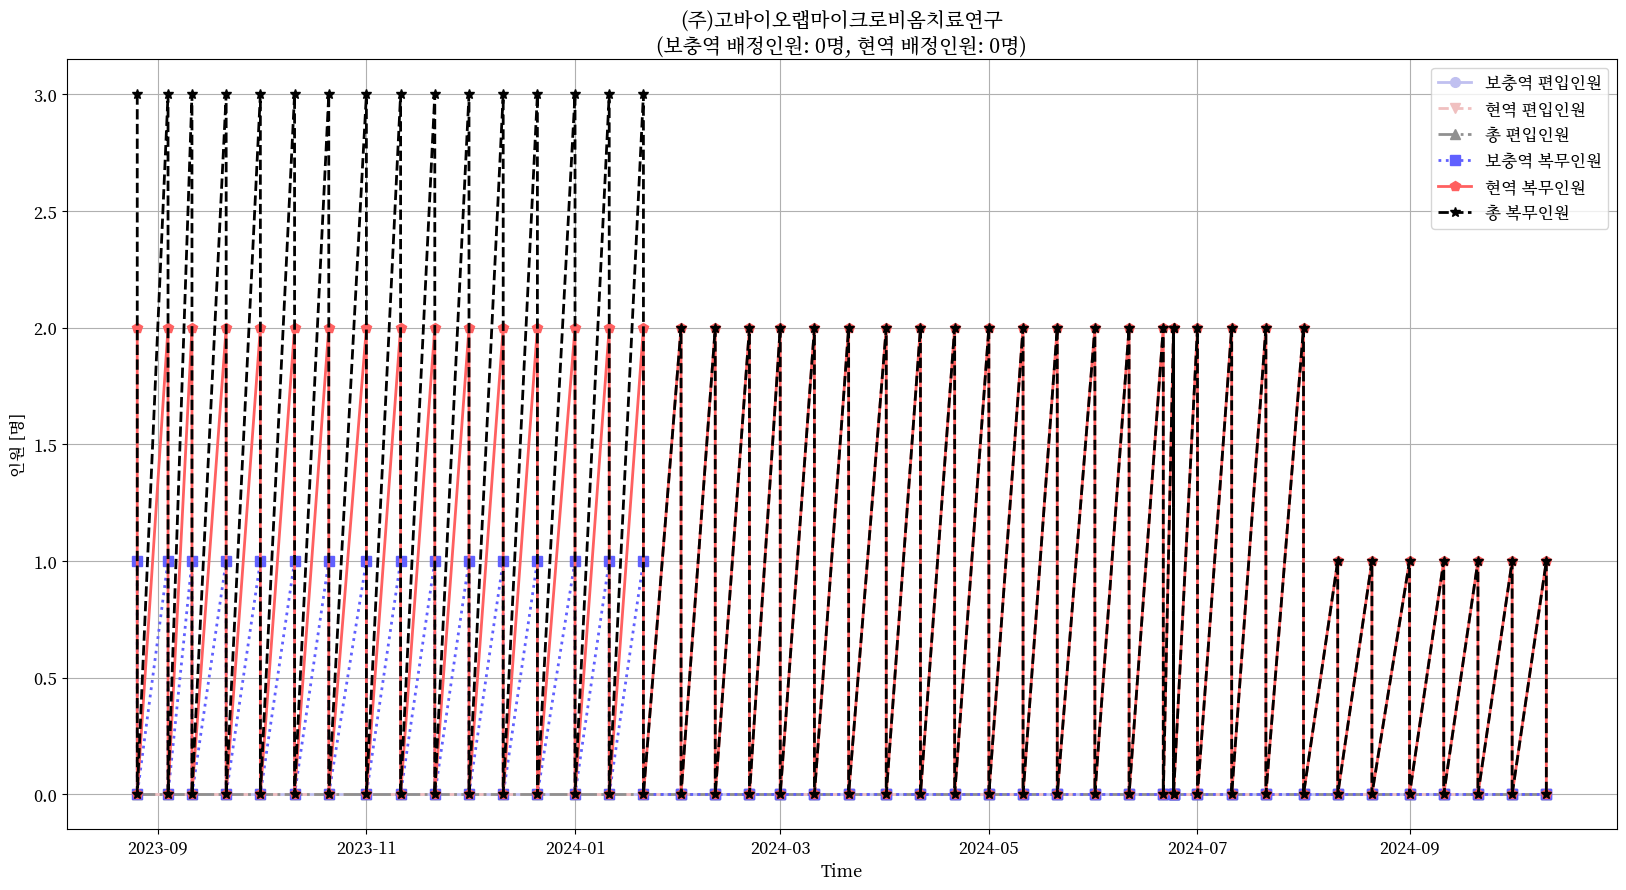 (주)고바이오랩마이크로비옴치료연구
(보충역 배정인원: 0명, 현역 배정인원: 0명)
보충역 편입인원
현역 편입인원
총 편입인원
보충역 복무인원
현역 복무인원
총 복무인원
인원 [명]
3.0
2.5
2.0
1.5
1.0
0.5
0.0
2023-09
2023-11
2024-01
2024-03
2024-05
2024-07
2024-09
Time